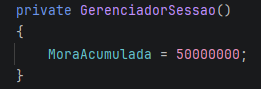 private GerenciadorSessao()
{
MoraAcumulada = 50000000;
}